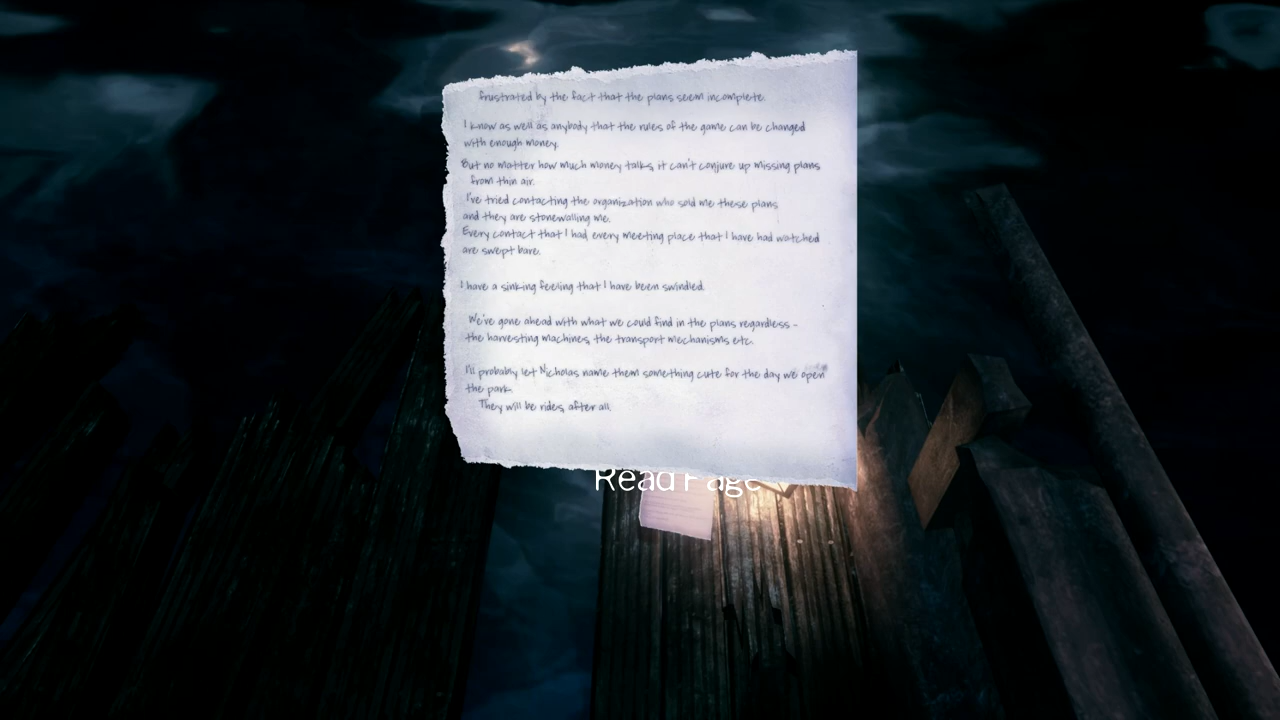 frustrated by the fact that the plans seem incomplete.
I know as well as anybody that the rules of the game can be changed
with enough money.
But no matter how much money talks, it can't conjure up missing plans
from thin air.
I've tried contacting the organization who sold me these plans
and they are stonewalling me.
Every contact that I had, every meeting place that I have had watched
are swept bare.
I have a sinking feeling that I have been swindled.
We've gone ahead with what we could find in the plans regardless -
the harvesting machines, the transport mechanisms etc.
I'll probably let Nicholas name them something cute for the day we open
the park.
They will be rides, after all.
Read Page